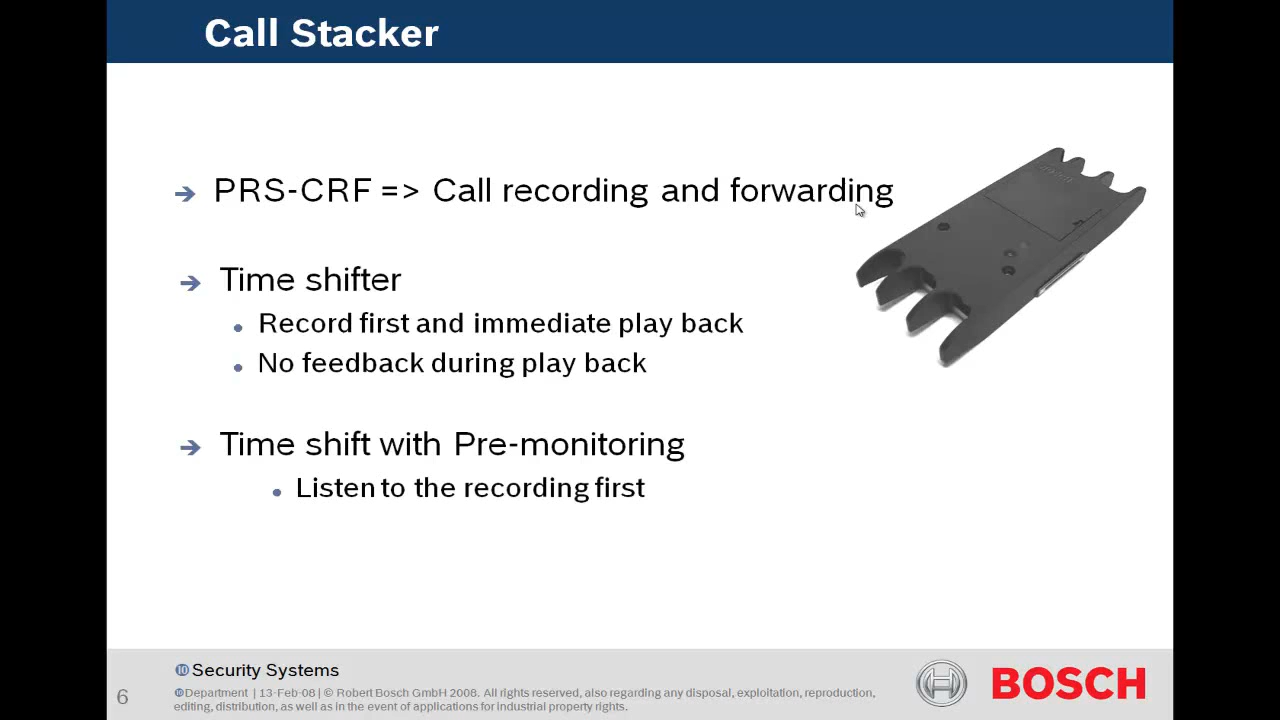 Call Stacker
PRS-CRF => Call recording and forwarding
Time shifter
Record first and immediate play back
No feedback during play back
Time shift with Pre-monitoring
Listen to the recording first
Security Systems
6
Department | 13-Feb-08 | © Robert Bosch GmbH 2008. All rights reserved, also regarding any disposal, exploitation, reproduction,
editing, distribution, as well as in the event of applications for industrial property rights.
BOSCH